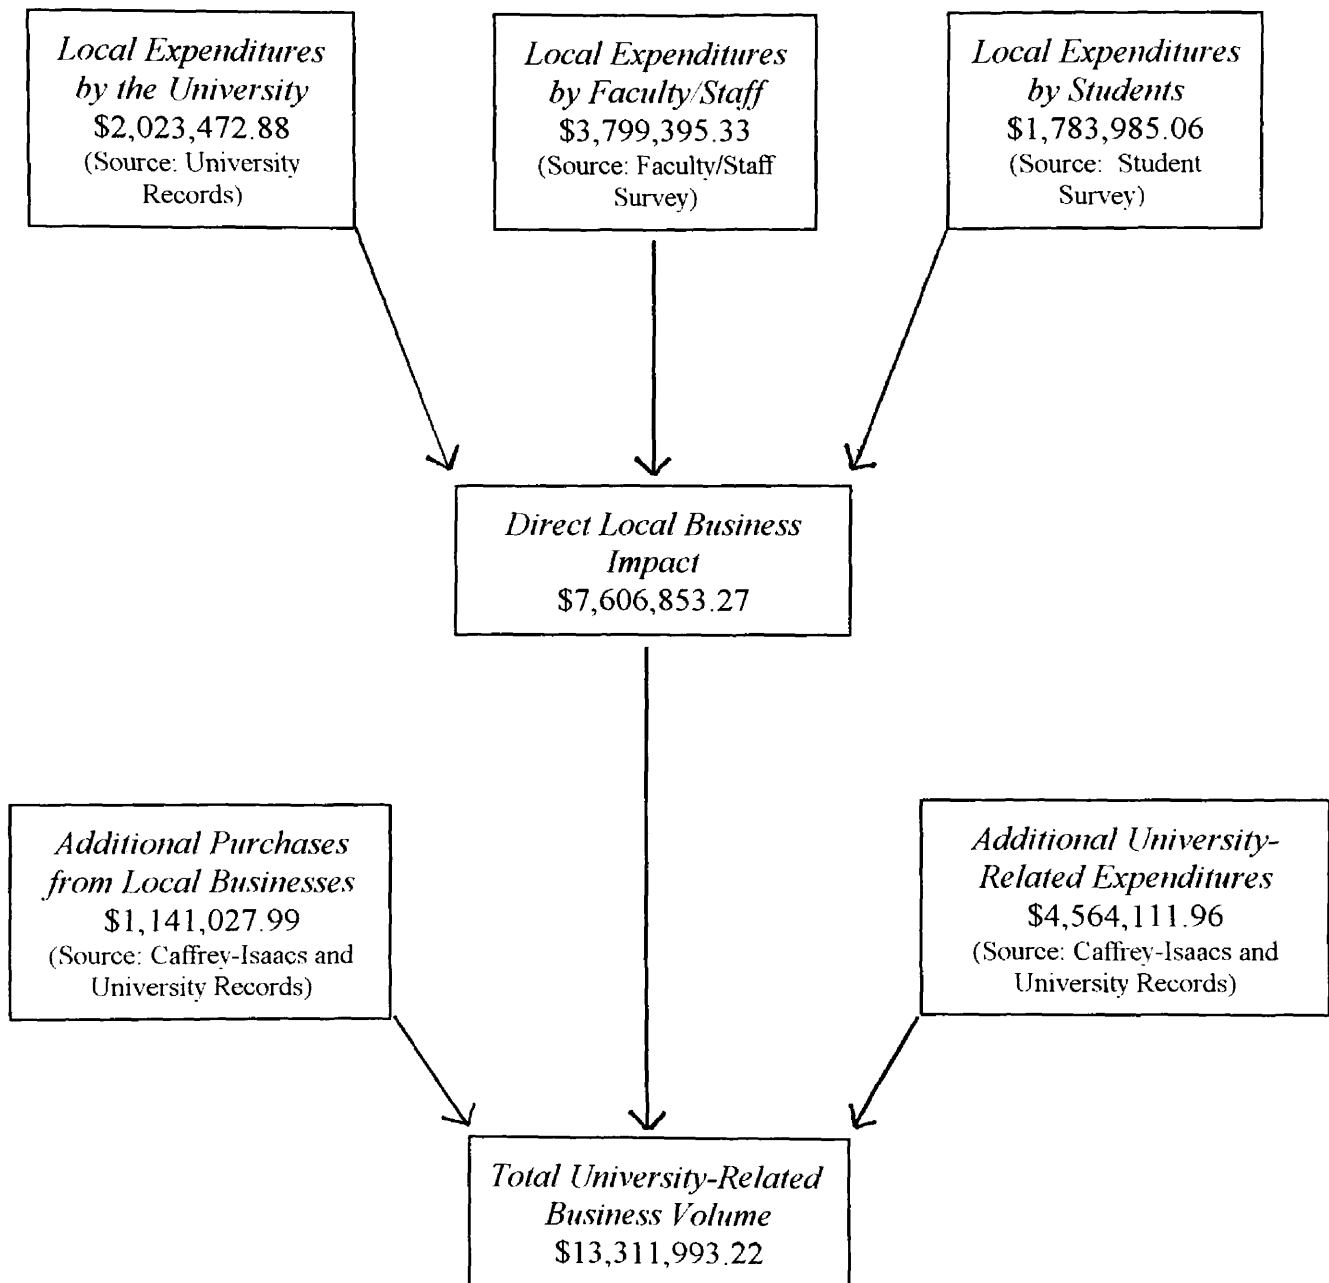 Local Expenditures
by the University
$2,023,472.88
(Source: University
Records)
Local Expenditures
by Faculty/Staff
$3,799,395.33
(Source: Faculty/Staff
Survey)
Local Expenditures
by Students
$1,783,985.06
(Source: Student
Survey)
Direct Local Business
Impact
$7,606,853.27
Additional Purchases
from Local Businesses
$1,141,027.99
(Source: Caffrey-Isaacs and
University Records)
Additional University-
Related Expenditures
$4,564,111.96
(Source: Caffrey-Isaacs and
University Records)
Total University-Related
Business Volume
$13,311,993.22